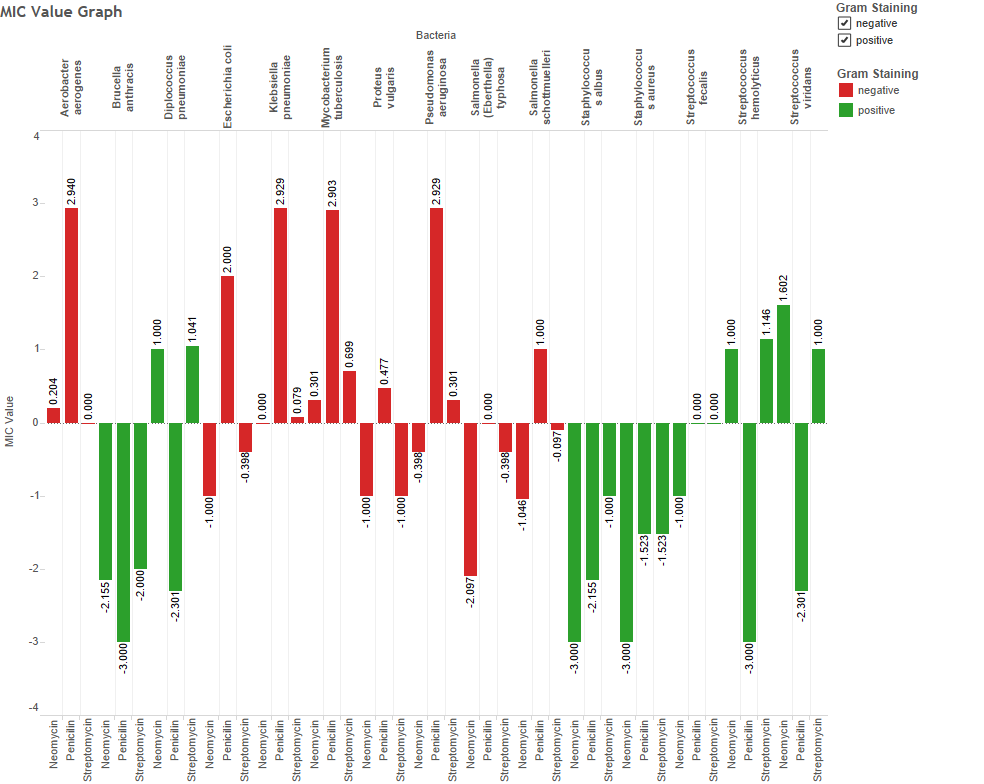 MIC Value Graph
Bacteria
Aerobacter
aerogenes
Brucella
anthracis
Diplococcus
pneumoniae
Escherichia coli
Klebsiella
pneumoniae
Mycobacterium
tuberculosis
Proteus
vulgaris
Pseudomonas
aeruginosa
Salmonella
(Eberthella)
typhosa
Salmonella
schottmuelleri
Staphylococcu
s albus
Staphylococcu
s aureus
Streptococcus
fecalis
Streptococcus
hemolyticus
Streptococcus
viridans
MIC Value
4
3
2
1
0
-1
-2
-3
-4
0.204
2.940
0.000
-2.155
-3.000
-2.000
1.000
-2.301
1.041
-1.000
2.000
-0.398
0.000
2.929
0.079
0.301
2.903
0.699
-1.000
0.477
-1.000
-0.398
2.929
0.301
-2.097
0.000
-0.398
-1.046
1.000
-0.097
-3.000
-2.155
-1.000
-3.000
-1.523
-1.523
-1.000
0.000
0.000
1.000
-3.000
1.146
1.602
-2.301
1.000
Neomycin
Penicilin
Streptomycin
Neomycin
Penicilin
Streptomycin
Neomycin
Penicilin
Streptomycin
Neomycin
Penicilin
Streptomycin
Neomycin
Penicilin
Streptomycin
Neomycin
Penicilin
Streptomycin
Neomycin
Penicilin
Streptomycin
Neomycin
Penicilin
Streptomycin
Neomycin
Penicilin
Streptomycin
Neomycin
Penicilin
Streptomycin
Neomycin
Penicilin
Streptomycin
Neomycin
Penicilin
Streptomycin
Neomycin
Penicilin
Streptomycin
Neomycin
Penicilin
Streptomycin
Neomycin
Penicilin
Streptomycin
Gram Staining
negative
positive
Gram Staining
negative
positive